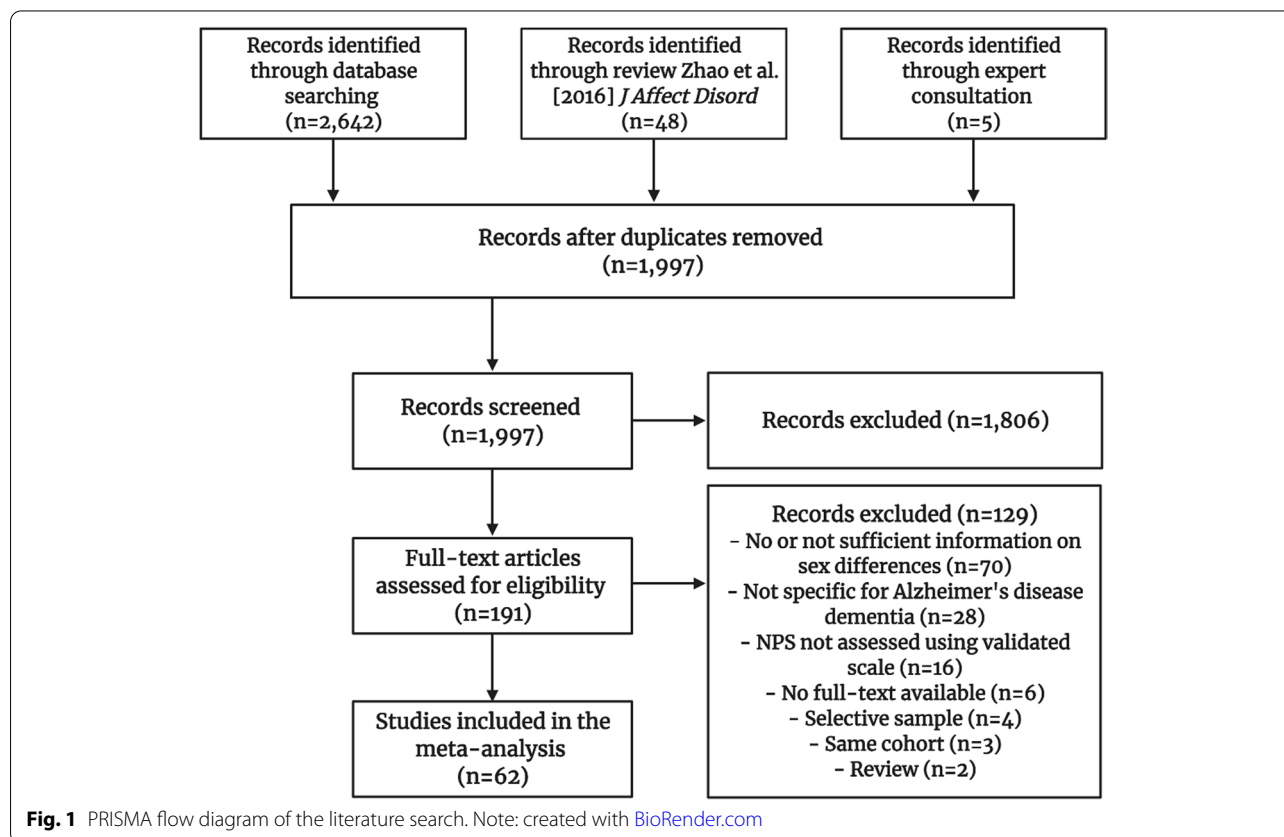 Records identified
through database
searching
(n=2,642)
Records identified
through review Zhao et al.
[2016] J Affect Disord
(n=48)
Records identified
through expert
consultation
(n=5)
Records after duplicates removed
(n=1,997)
Records screened
(n=1,997)
Records excluded (n=1,806)
Full-text articles
assessed for eligibility
(n=191)
Records excluded (n=129)
- No or not sufficient information on
sex differences (n=70)
- Not specific for Alzheimer's disease
dementia (n=28)
- NPS not assessed using validated
scale (n=16)
- No full-text available (n=6)
- Selective sample (n=4)
- Same cohort (n=3)
- Review (n=2)
Studies included in the
meta-analysis
(n=62)
Fig. 1 PRISMA flow diagram of the literature search. Note: created with BioRender.com